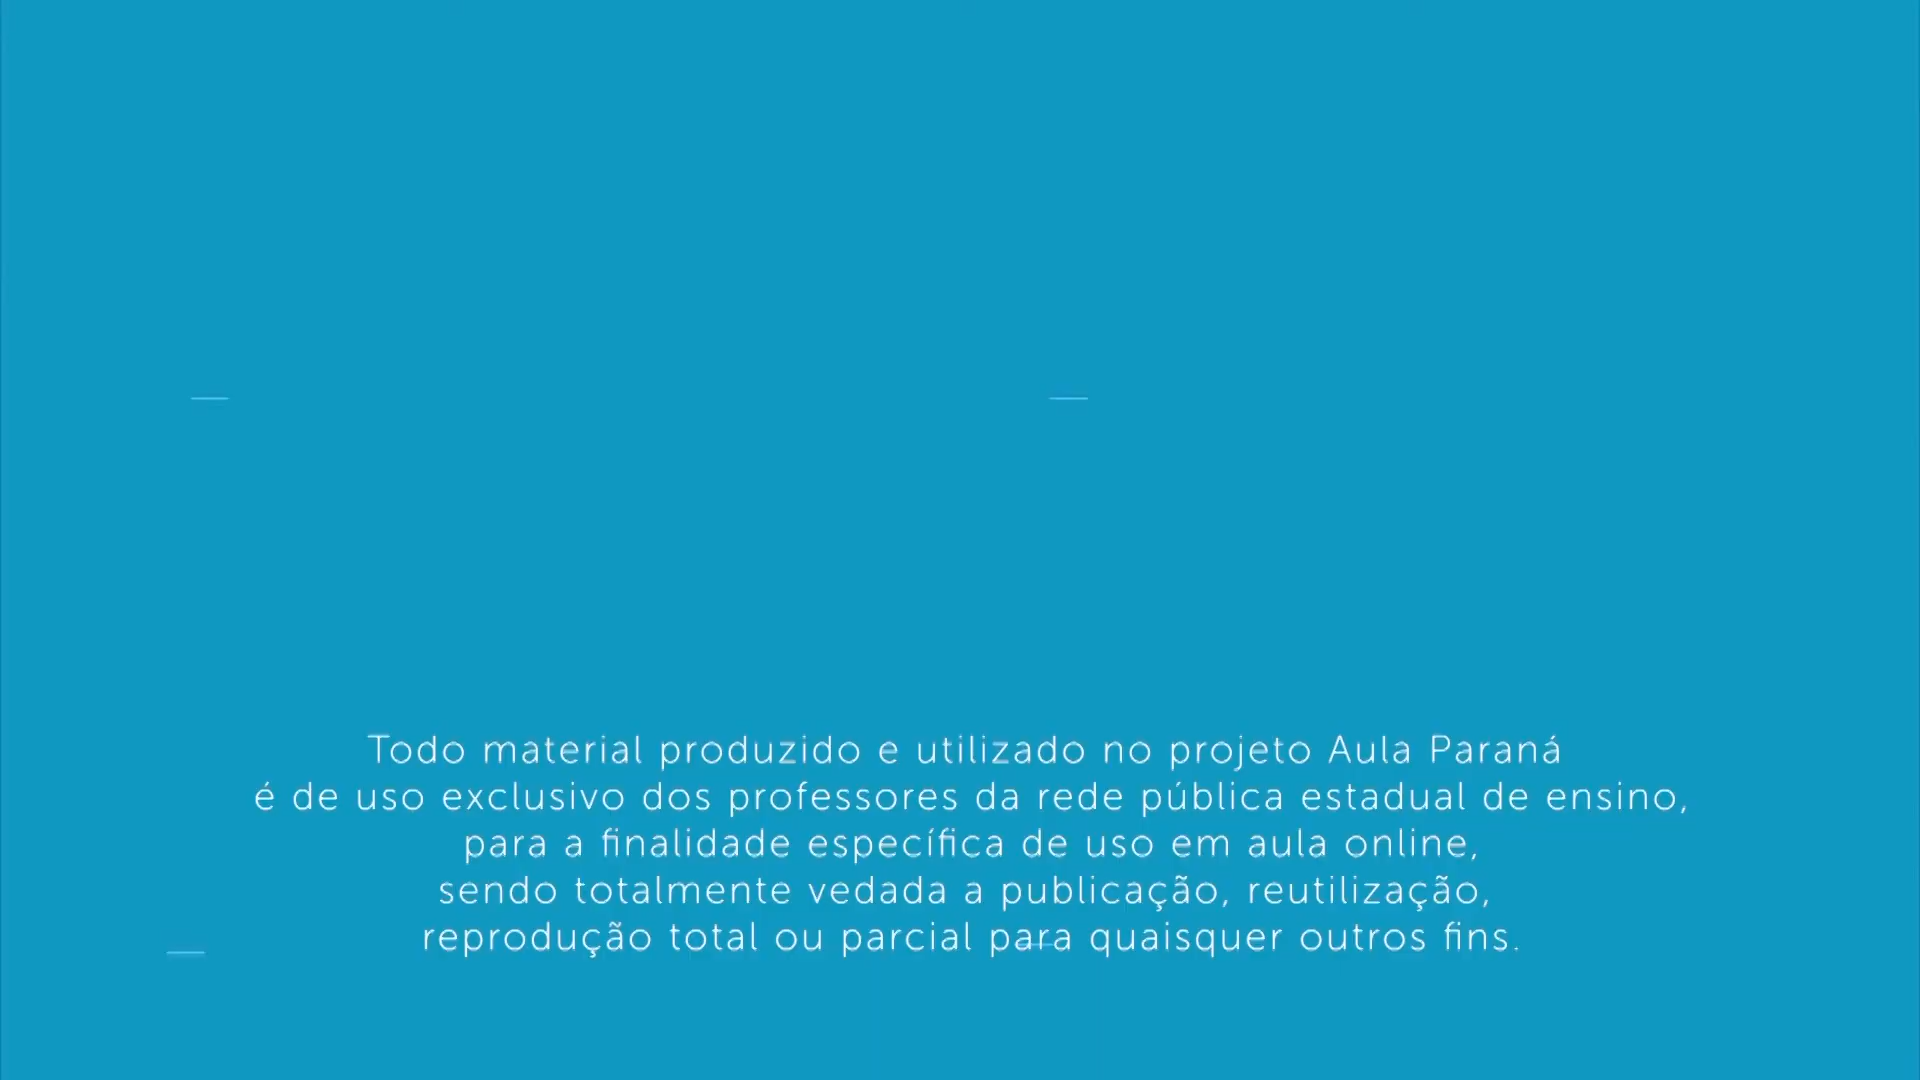 Todo material produzido e utilizado no projeto Aula Paraná
é de uso exclusivo dos professores da rede pública estadual de ensino,
para a finalidade específica de uso em aula online,
sendo totalmente vedada a publicação, reutilização,
reprodução total ou parcial para quaisquer outros fins.